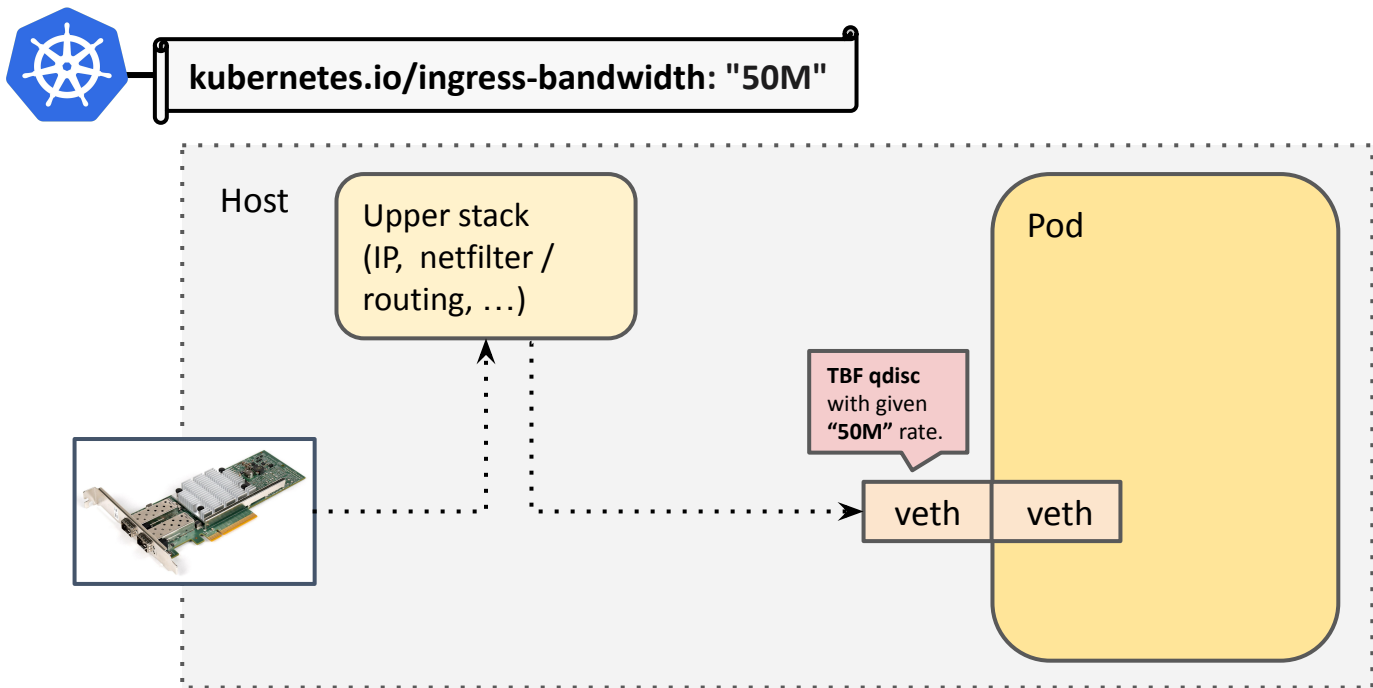 kubernetes.io/ingress-bandwidth: "50M"
Host
Upper stack
(IP,  netfilter /
routing, …)
Pod
TBF qdisc
with given
“50M” rate.
veth
veth